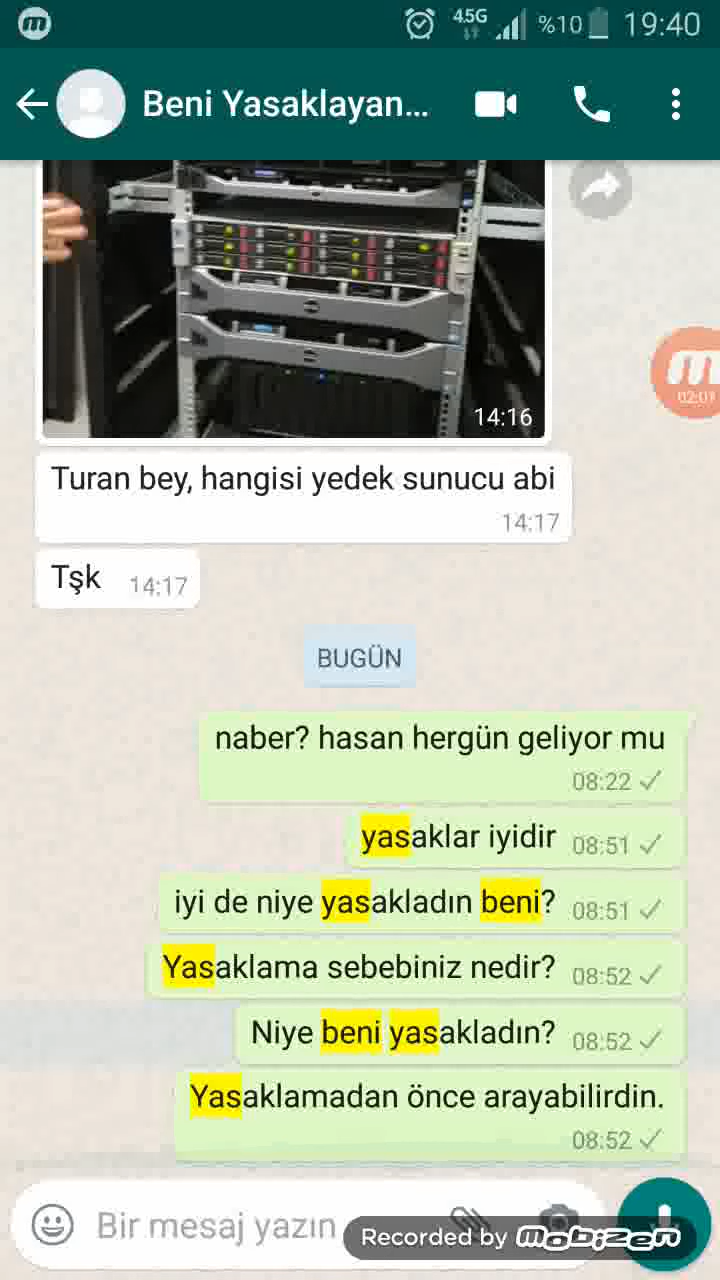 4.5G %10 19:40
Beni Yasaklayan...
14:16
02:01
Turan bey, hangisi yedek sunucu abi
14:17
Tşk 14:17
BUGÜN
naber? hasan hergün geliyor mu
08:22
yasaklar iyidir 08:51
iyi de niye yasakladın beni? 08:51
Yasaklama sebebiniz nedir? 08:52
Niye beni yasakladın? 08:52
Yasaklamadan önce arayabilirdin.
08:52
Bir mesaj yazın
Recorded by mobizen